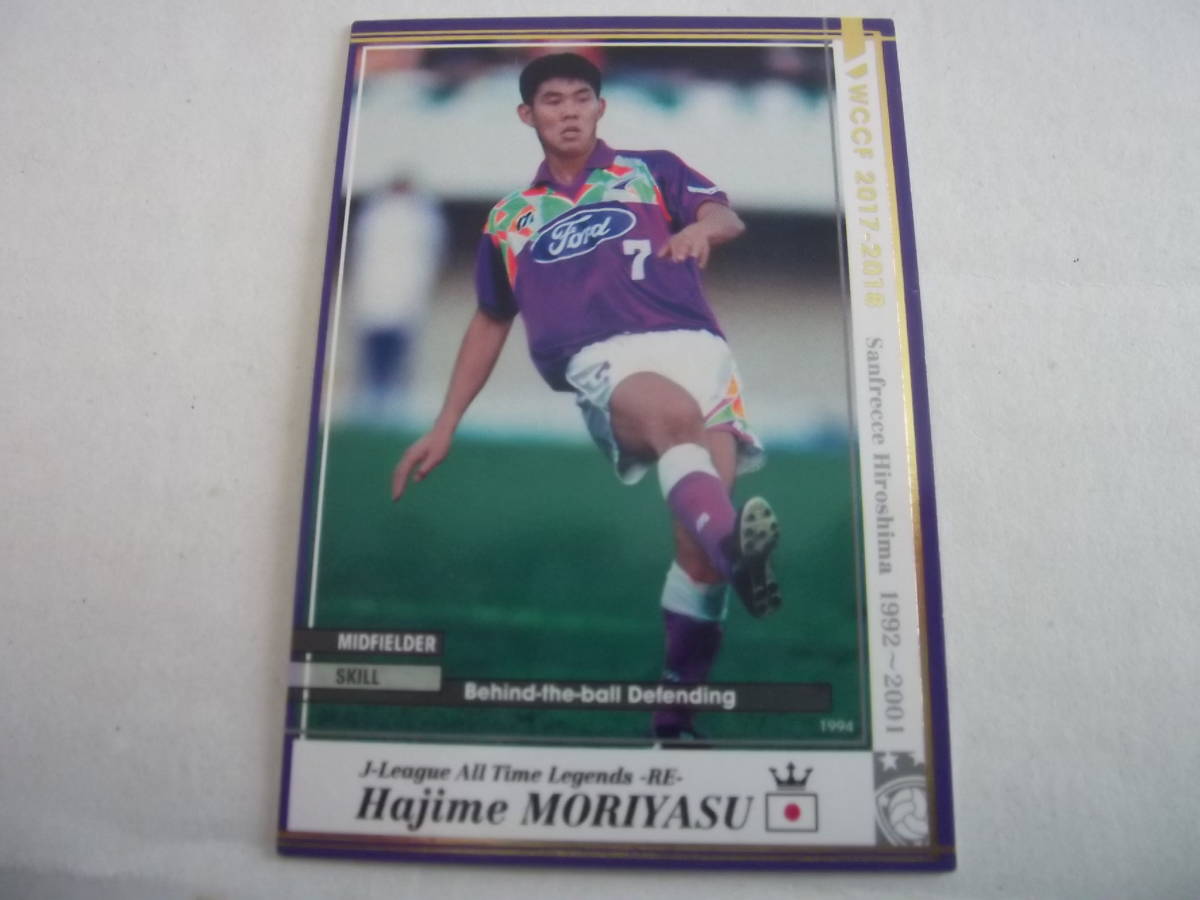 WCCF 2017-2018
Sanfrecce Hiroshima 1992~2001
Ford
7
MIDFIELDER
SKILL
Behind-the-ball Defending
1994
J-League All Time Legends -RE-
Hajime MORIYASU